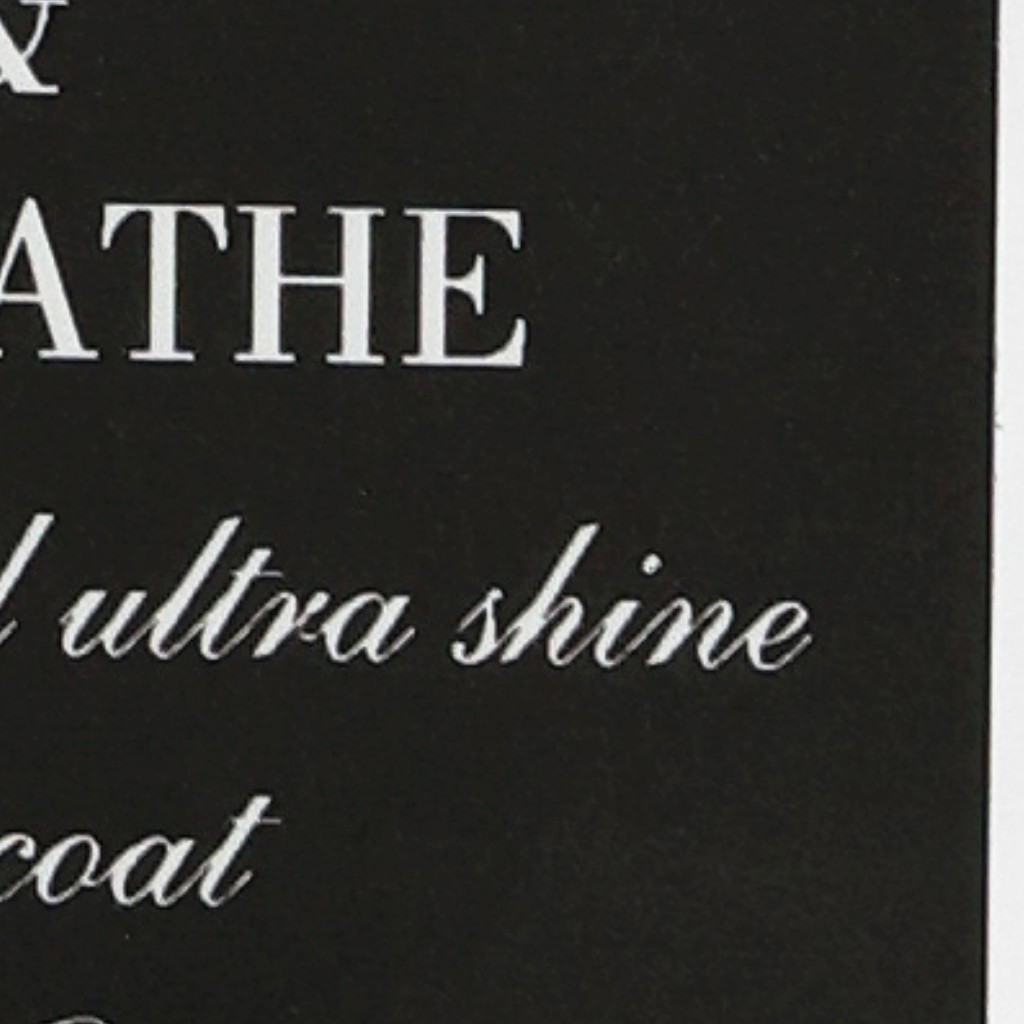 &
ATHE
ultra shine
coat